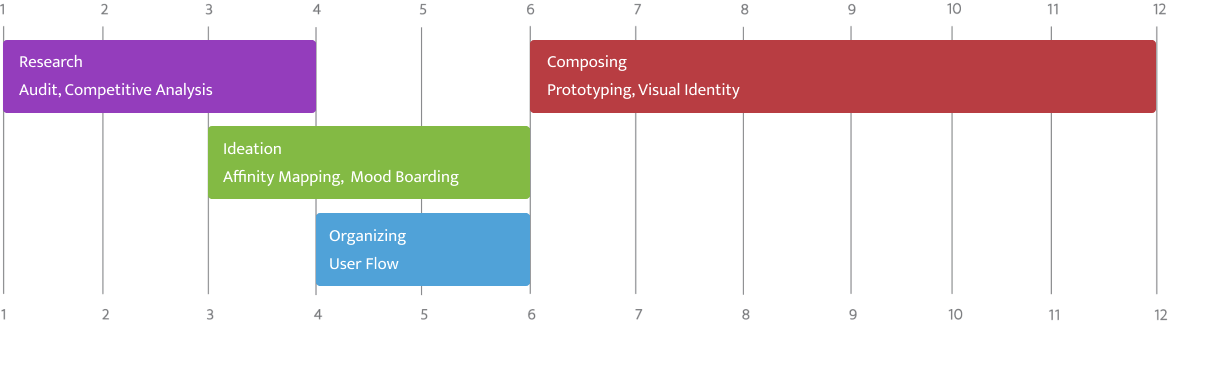 1 2 3 4 5 6 7 8 9 10 11 12
Research
Audit, Competitive Analysis
Composing
Prototyping, Visual Identity
Ideation
Affinity Mapping,  Mood Boarding
Organizing
User Flow
1 2 3 4 5 6 7 8 9 10 11 12